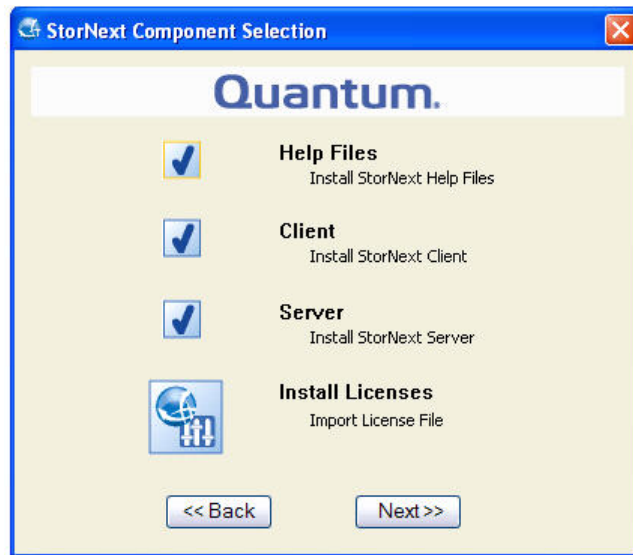 StorNext Component Selection
Quantum.
Help Files
Install StorNext Help Files
Client
Install StorNext Client
Server
Install StorNext Server
Install Licenses
Import License File
<< Back
Next >>